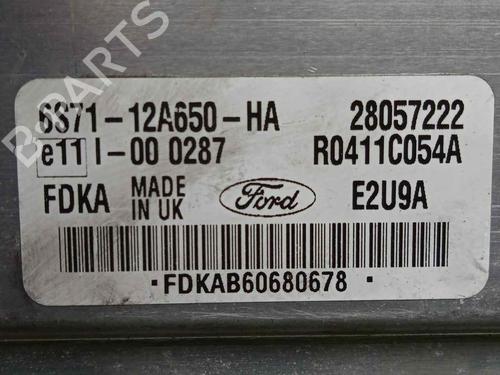 6S71-12A650-HA 28057222
e11 I-00 0287 R0411C054A
FDKA MADE IN UK Ford E2U9A
· FDKAB60680678 ·
B-PARTS